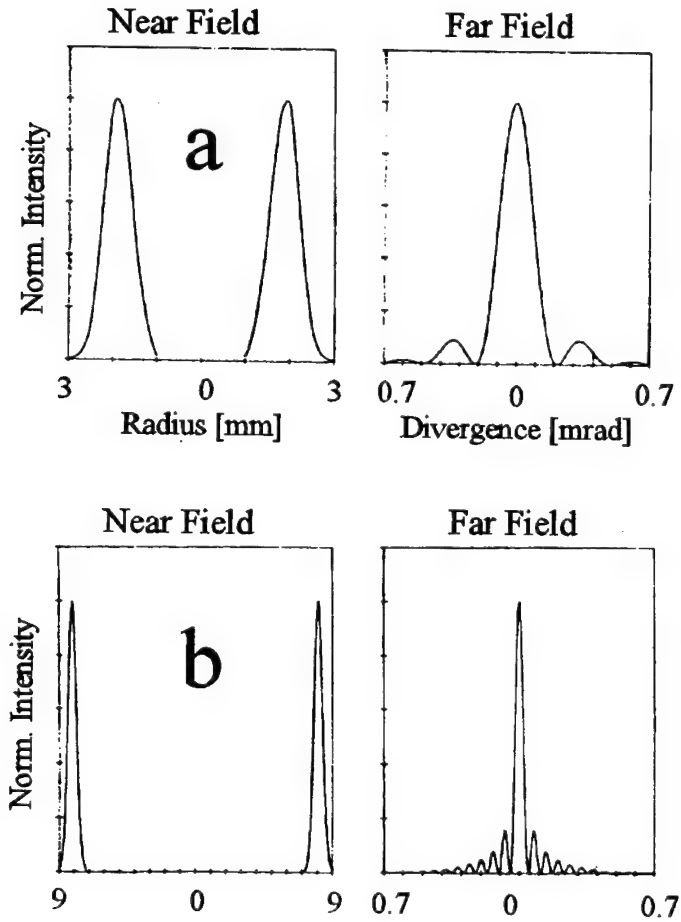 Near Field Far Field
Norm. Intensity
a
3 0 3 0.7 0 0.7
Radius [mm] Divergence [mrad]
Near Field Far Field
Norm. Intensity
b
9 0 9 0.7 0 0.7